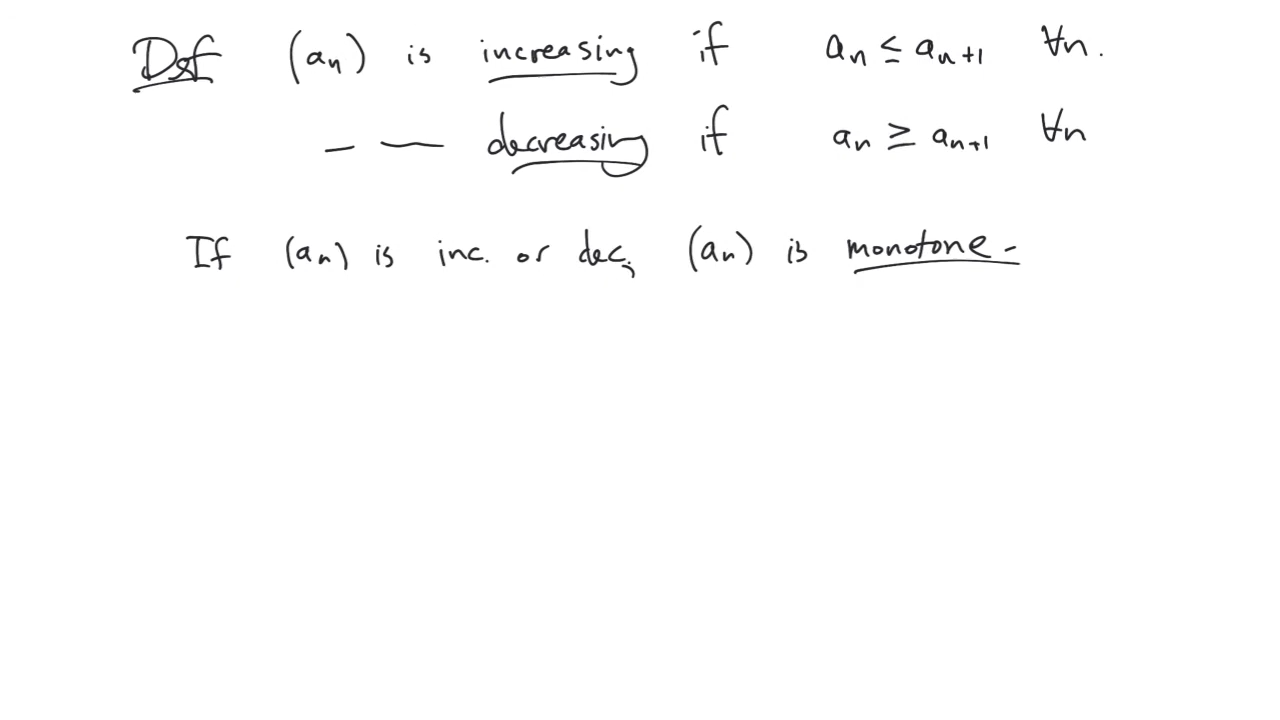 Def (aₙ) is increasing if aₙ ≤ aₙ₊₁ ∀n.
— — decreasing if aₙ ≥ aₙ₊₁ ∀n
If (aₙ) is inc. or dec., (aₙ) is monotone.